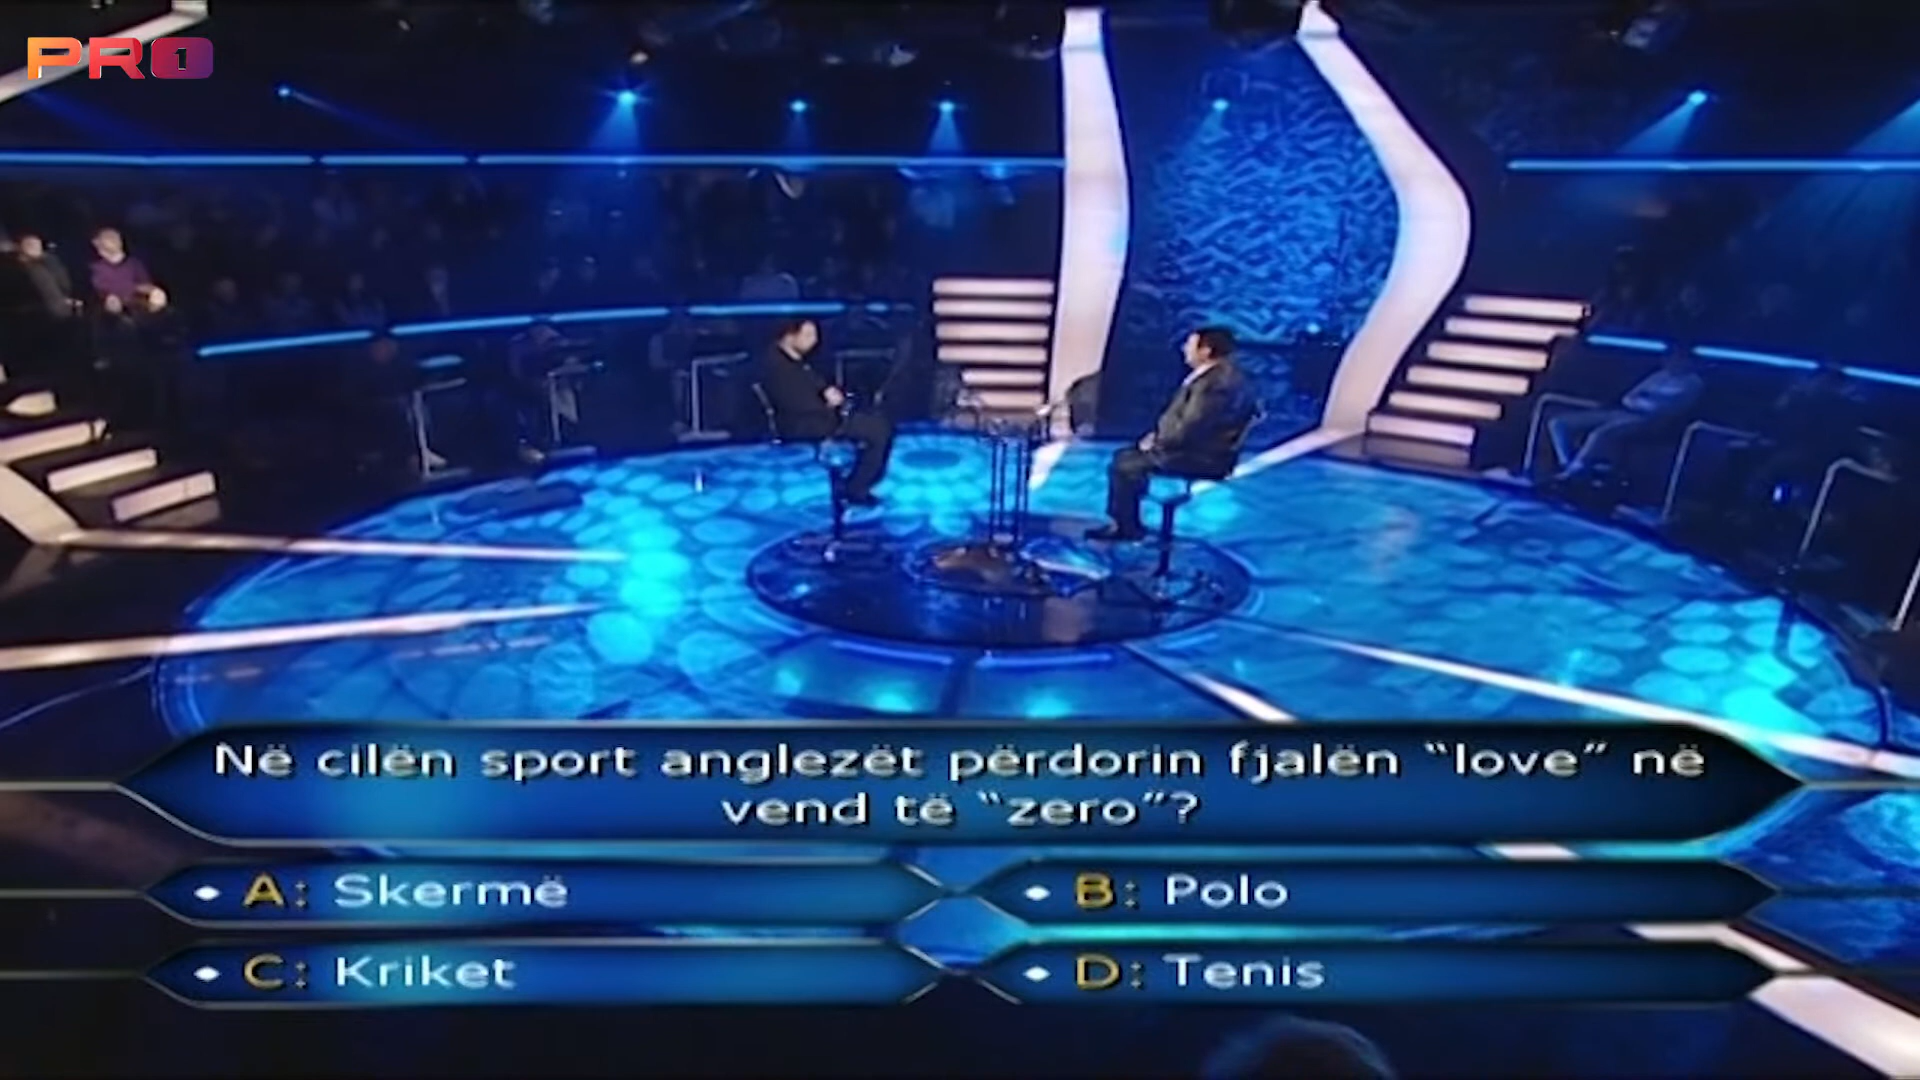 PRO1
Në cilën sport anglezët përdorin fjalën “love” në
vend të “zero”?
A: Skermë
B: Polo
C: Kriket
D: Tenis